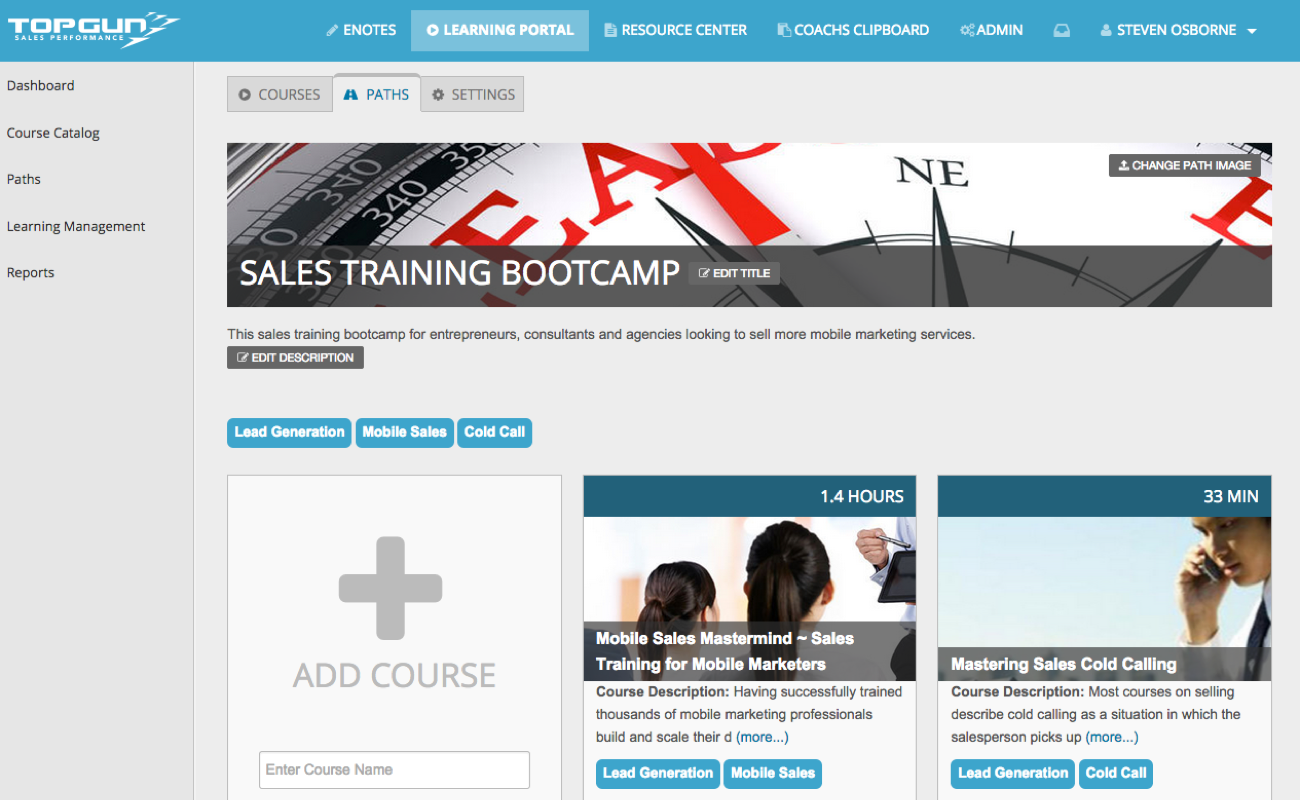 TOPGUN
SALES PERFORMANCE
ENOTES
LEARNING PORTAL
RESOURCE CENTER
COACHS CLIPBOARD
ADMIN
STEVEN OSBORNE
Dashboard
Course Catalog
Paths
Learning Management
Reports
COURSES
PATHS
SETTINGS
340
350
340
LEAD
NE
CHANGE PATH IMAGE
SALES TRAINING BOOTCAMP
EDIT TITLE
This sales training bootcamp for entrepreneurs, consultants and agencies looking to sell more mobile marketing services.
EDIT DESCRIPTION
Lead Generation
Mobile Sales
Cold Call
ADD COURSE
Enter Course Name
1.4 HOURS
Mobile Sales Mastermind ~ Sales
Training for Mobile Marketers
Course Description: Having successfully trained
thousands of mobile marketing professionals
build and scale their d (more...)
Lead Generation
Mobile Sales
33 MIN
Mastering Sales Cold Calling
Course Description: Most courses on selling
describe cold calling as a situation in which the
salesperson picks up (more...)
Lead Generation
Cold Call